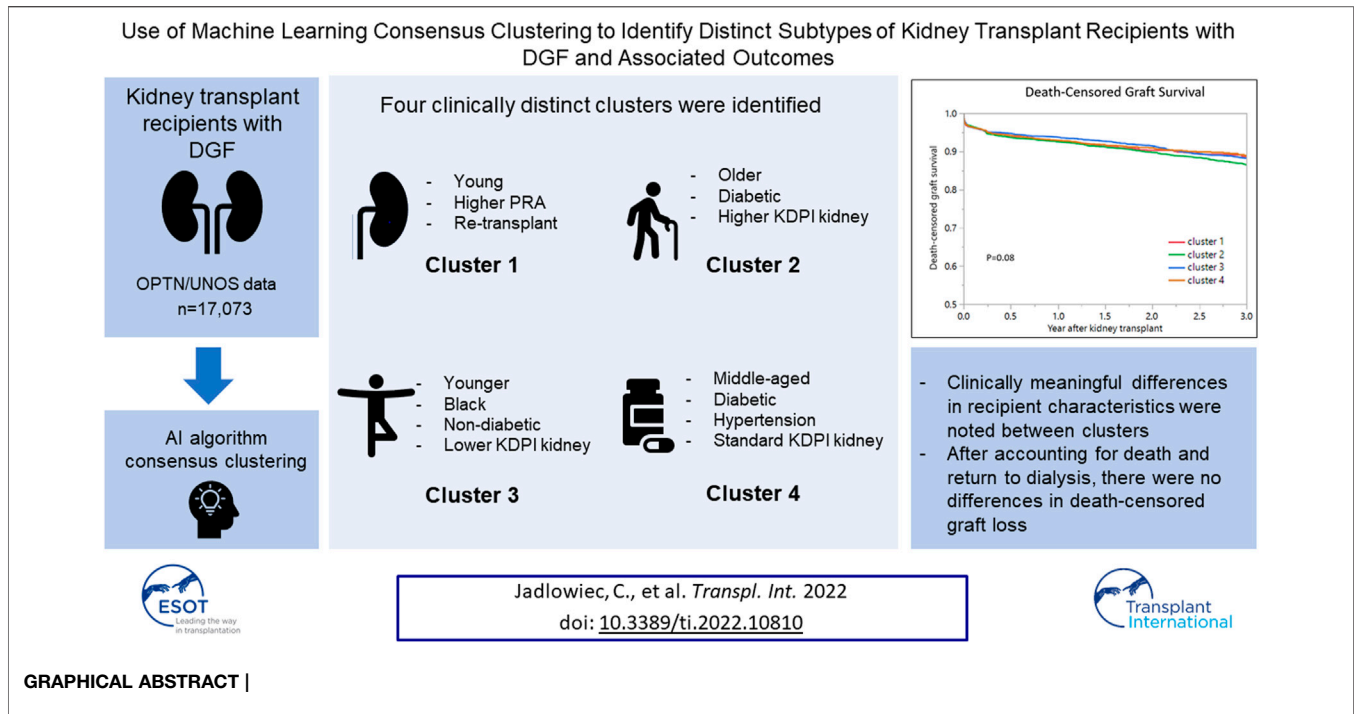 Use of Machine Learning Consensus Clustering to Identify Distinct Subtypes of Kidney Transplant Recipients with
DGF and Associated Outcomes
Kidney transplant
recipients with
DGF
OPTN/UNOS data
n=17,073
AI algorithm
consensus clustering
Four clinically distinct clusters were identified
- Young
- Higher PRA
- Re-transplant
Cluster 1
- Older
- Diabetic
- Higher KDPI kidney
Cluster 2
- Younger
- Black
- Non-diabetic
- Lower KDPI kidney
Cluster 3
- Middle-aged
- Diabetic
- Hypertension
- Standard KDPI kidney
Cluster 4
Death-Censored Graft Survival
Death-censored graft survival
1.0
0.9
0.8
0.7
0.6
0.5
P=0.08
cluster 1
cluster 2
cluster 3
cluster 4
0.0 0.5 1.0 1.5 2.0 2.5 3.0
Year after kidney transplant
- Clinically meaningful differences
in recipient characteristics were
noted between clusters
- After accounting for death and
return to dialysis, there were no
differences in death-censored
graft loss
ESOT
Leading the way
in transplantation
Jadlowiec, C., et al. Transpl. Int. 2022
doi: 10.3389/ti.2022.10810
Transplant
International
GRAPHICAL ABSTRACT |